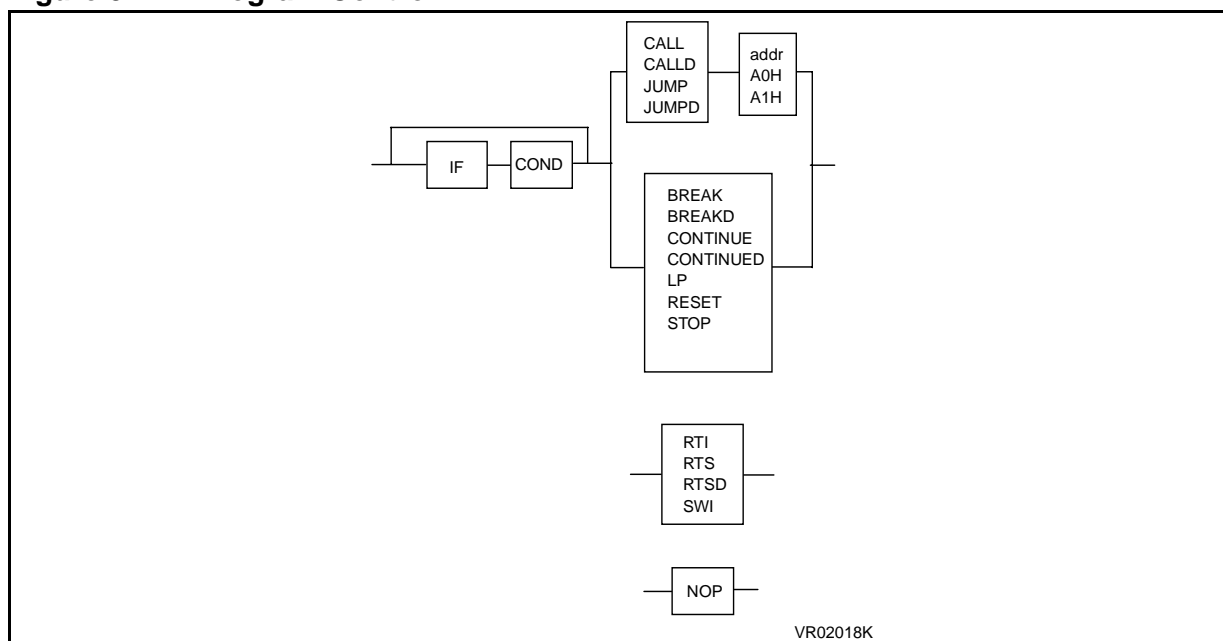 CALL
CALLD
JUMP
JUMPD
addr
A0H
A1H
IF
COND
BREAK
BREAKD
CONTINUE
CONTINUED
LP
RESET
STOP
RTI
RTS
RTSD
SWI
NOP
VR02018K